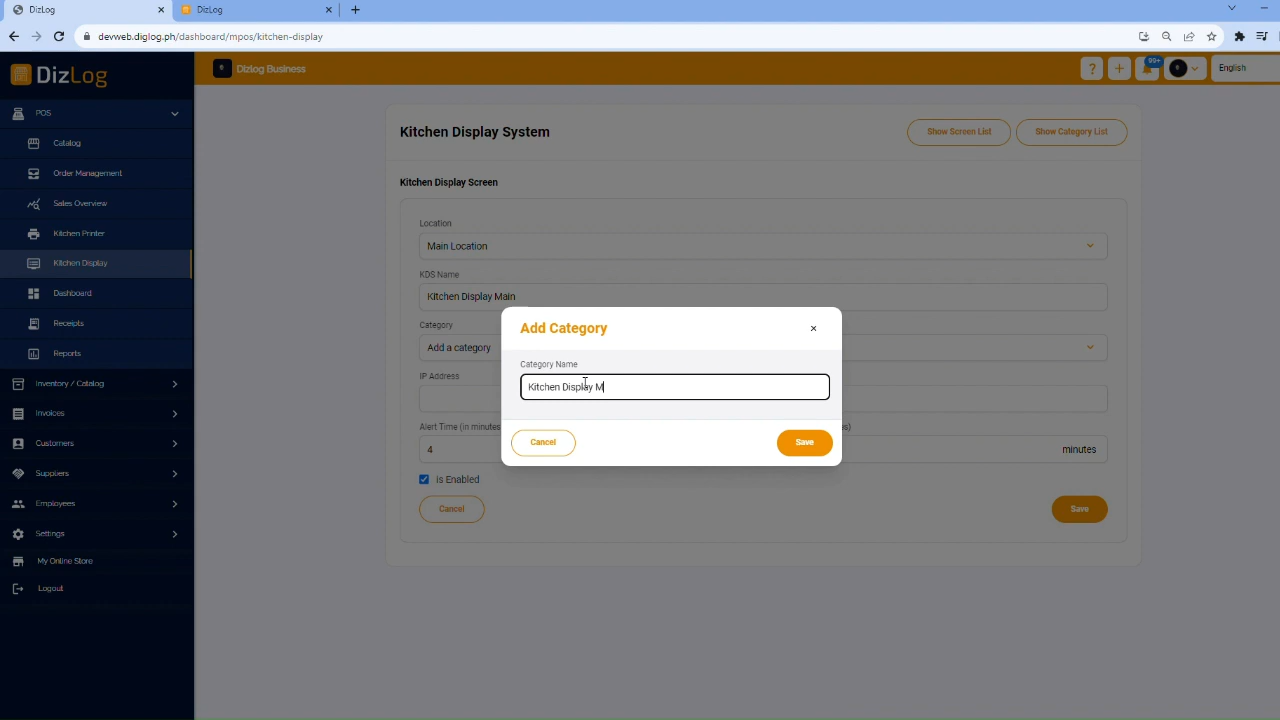 DizLog
DizLog
devweb.diglog.ph/dashboard/mpos/kitchen-display
DizLog
Dizlog Business
?
99+
English
POS
Catalog
Order Management
Sales Overview
Kitchen Printer
Kitchen Display
Dashboard
Receipts
Reports
Inventory / Catalog
Invoices
Customers
Suppliers
Employees
Settings
My Online Store
Logout
Kitchen Display System
Show Screen List
Show Category List
Kitchen Display Screen
Location
Main Location
KDS Name
Kitchen Display Main
Category
Add a category
IP Address
Alert Time (in minutes
es)
4
minutes
is Enabled
Cancel
Save
Add Category
×
Category Name
Kitchen Display M
Cancel
Save